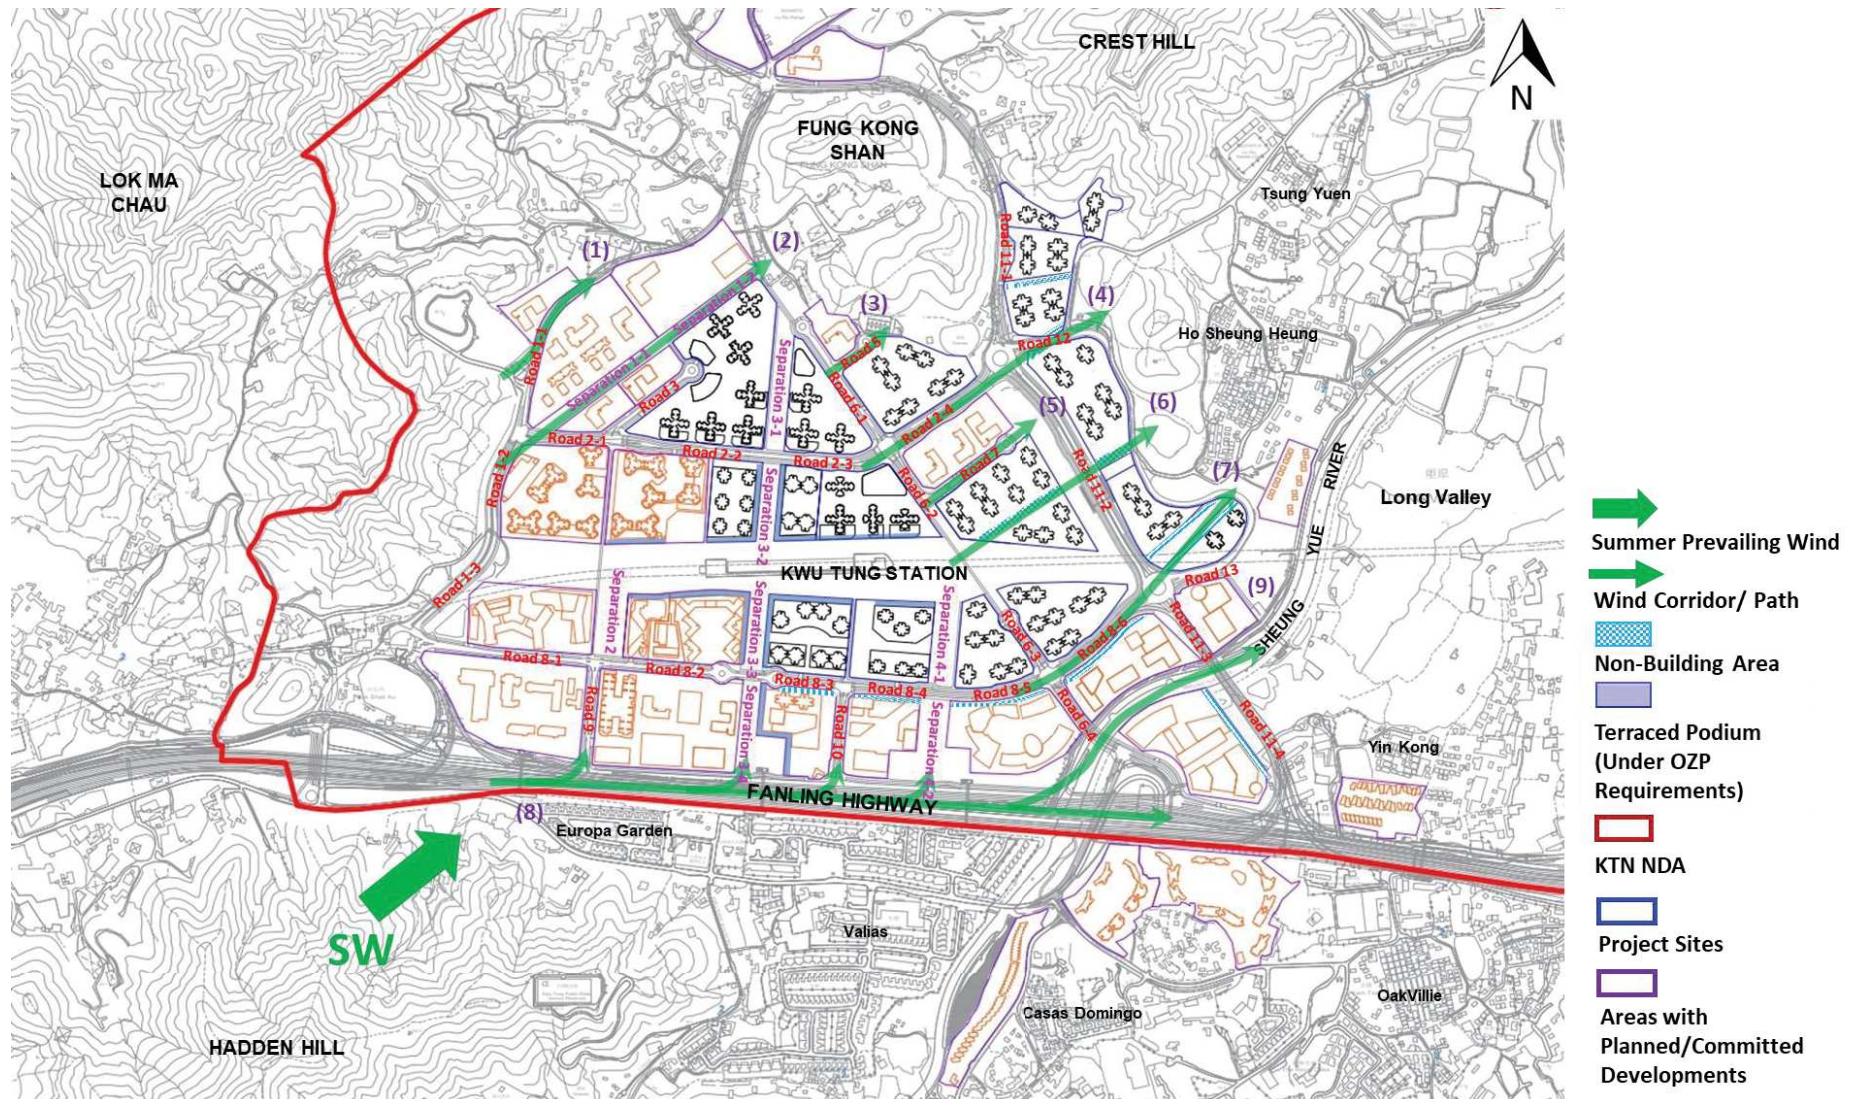 CREST HILL
N
FUNG KONG
SHAN
FUNG KONG SHAN
LOK MA
CHAU
Tsung Yuen
Road 11-1
(1)
(2)
(3)
(4)
Separation 1-2
Road 1-1
Road 5
Road 12
Ho Sheung Heung
Separation 1-1
Road 3
Separation 3-1
Road 6-1
(5)
(6)
Road 2-4
Road 2-1
Road 2-2
Road 2-3
Road 7
Road 1-2
Road 6-2
Road 11-2
(7)
RIVER
Long Valley
Separation 3-2
YUE
KWU TUNG STATION
Road 1-3
Road 13
(9)
Separation 2
Separation 3-3
Separation 4-1
Road 6-3
Road 8-6
Road 11-3
SHEUNG
Road 8-1
Road 8-2
Road 8-3
Road 8-4
Road 8-5
Road 9
Road 10
Road 6-4
Road 11-4
Yin Kong
FANLING HIGHWAY
(8)
Europa Garden
SW
Valias
HADDEN HILL
Casas Domingo
OakVillie
Summer Prevailing Wind
Wind Corridor/ Path
Non-Building Area
Terraced Podium
(Under OZP
Requirements)
KTN NDA
Project Sites
Areas with
Planned/Committed
Developments